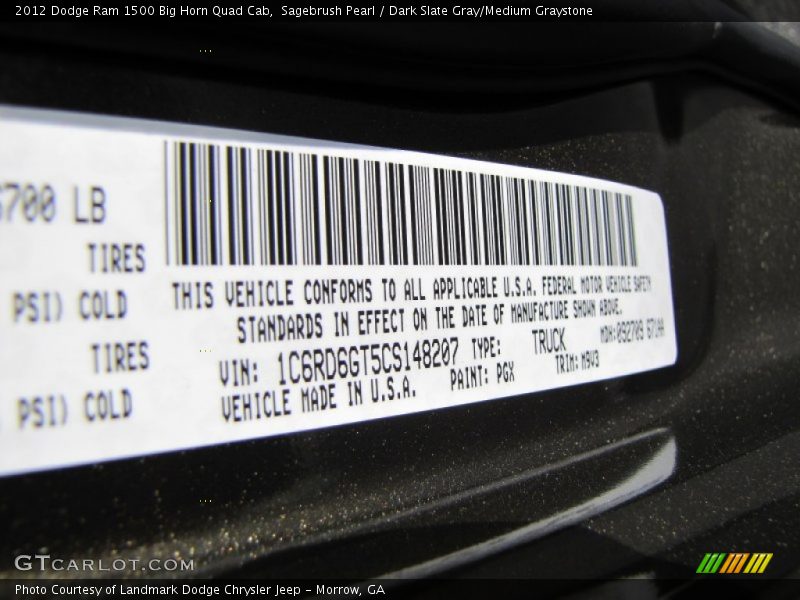 2012 Dodge Ram 1500 Big Horn Quad Cab,  Sagebrush Pearl / Dark Slate Gray/Medium Graystone
6700 LB
TIRES
PSI) COLD
TIRES
PSI) COLD
THIS VEHICLE CONFORMS TO ALL APPLICABLE U.S.A. FEDERAL MOTOR VEHICLE SAFETY
STANDARDS IN EFFECT ON THE DATE OF MANUFACTURE SHOWN ABOVE.
VIN: 1C6RD6GT5CS148207 TYPE: TRUCK MDH:
VEHICLE MADE IN U.S.A. PAINT: PGX TRIM:
GTCARLOT.COM
Photo Courtesy of Landmark Dodge Chrysler Jeep - Morrow, GA